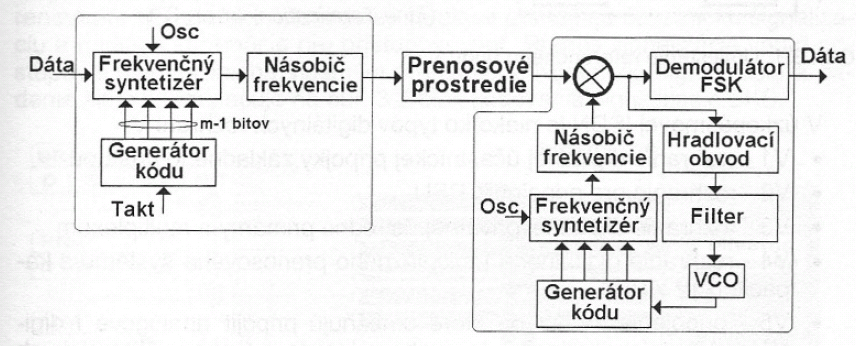 Osc
Dáta
Frekvenčný
syntetizér
Násobič
frekvencie
m-1 bitov
Generátor
kódu
Takt
Prenosové
prostredie
Demodulátor
FSK
Dáta
Násobič
frekvencie
Hradlovací
obvod
Osc
Frekvenčný
syntetizér
Filter
VCO
Generátor
kódu